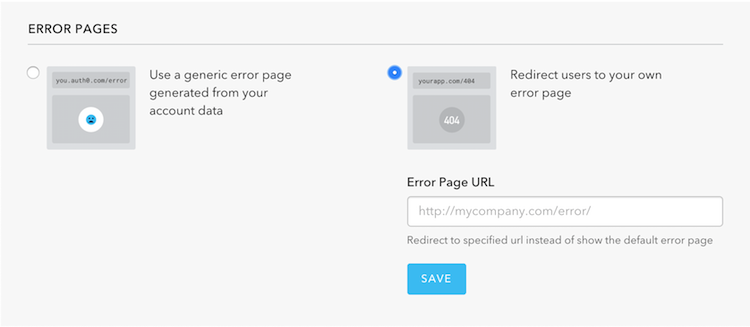 ERROR PAGES
you.auth0.com/error
Use a generic error page
generated from your
account data
yourapp.com/404
404
Redirect users to your own
error page
Error Page URL
http://mycompany.com/error/
Redirect to specified url instead of show the default error page
SAVE